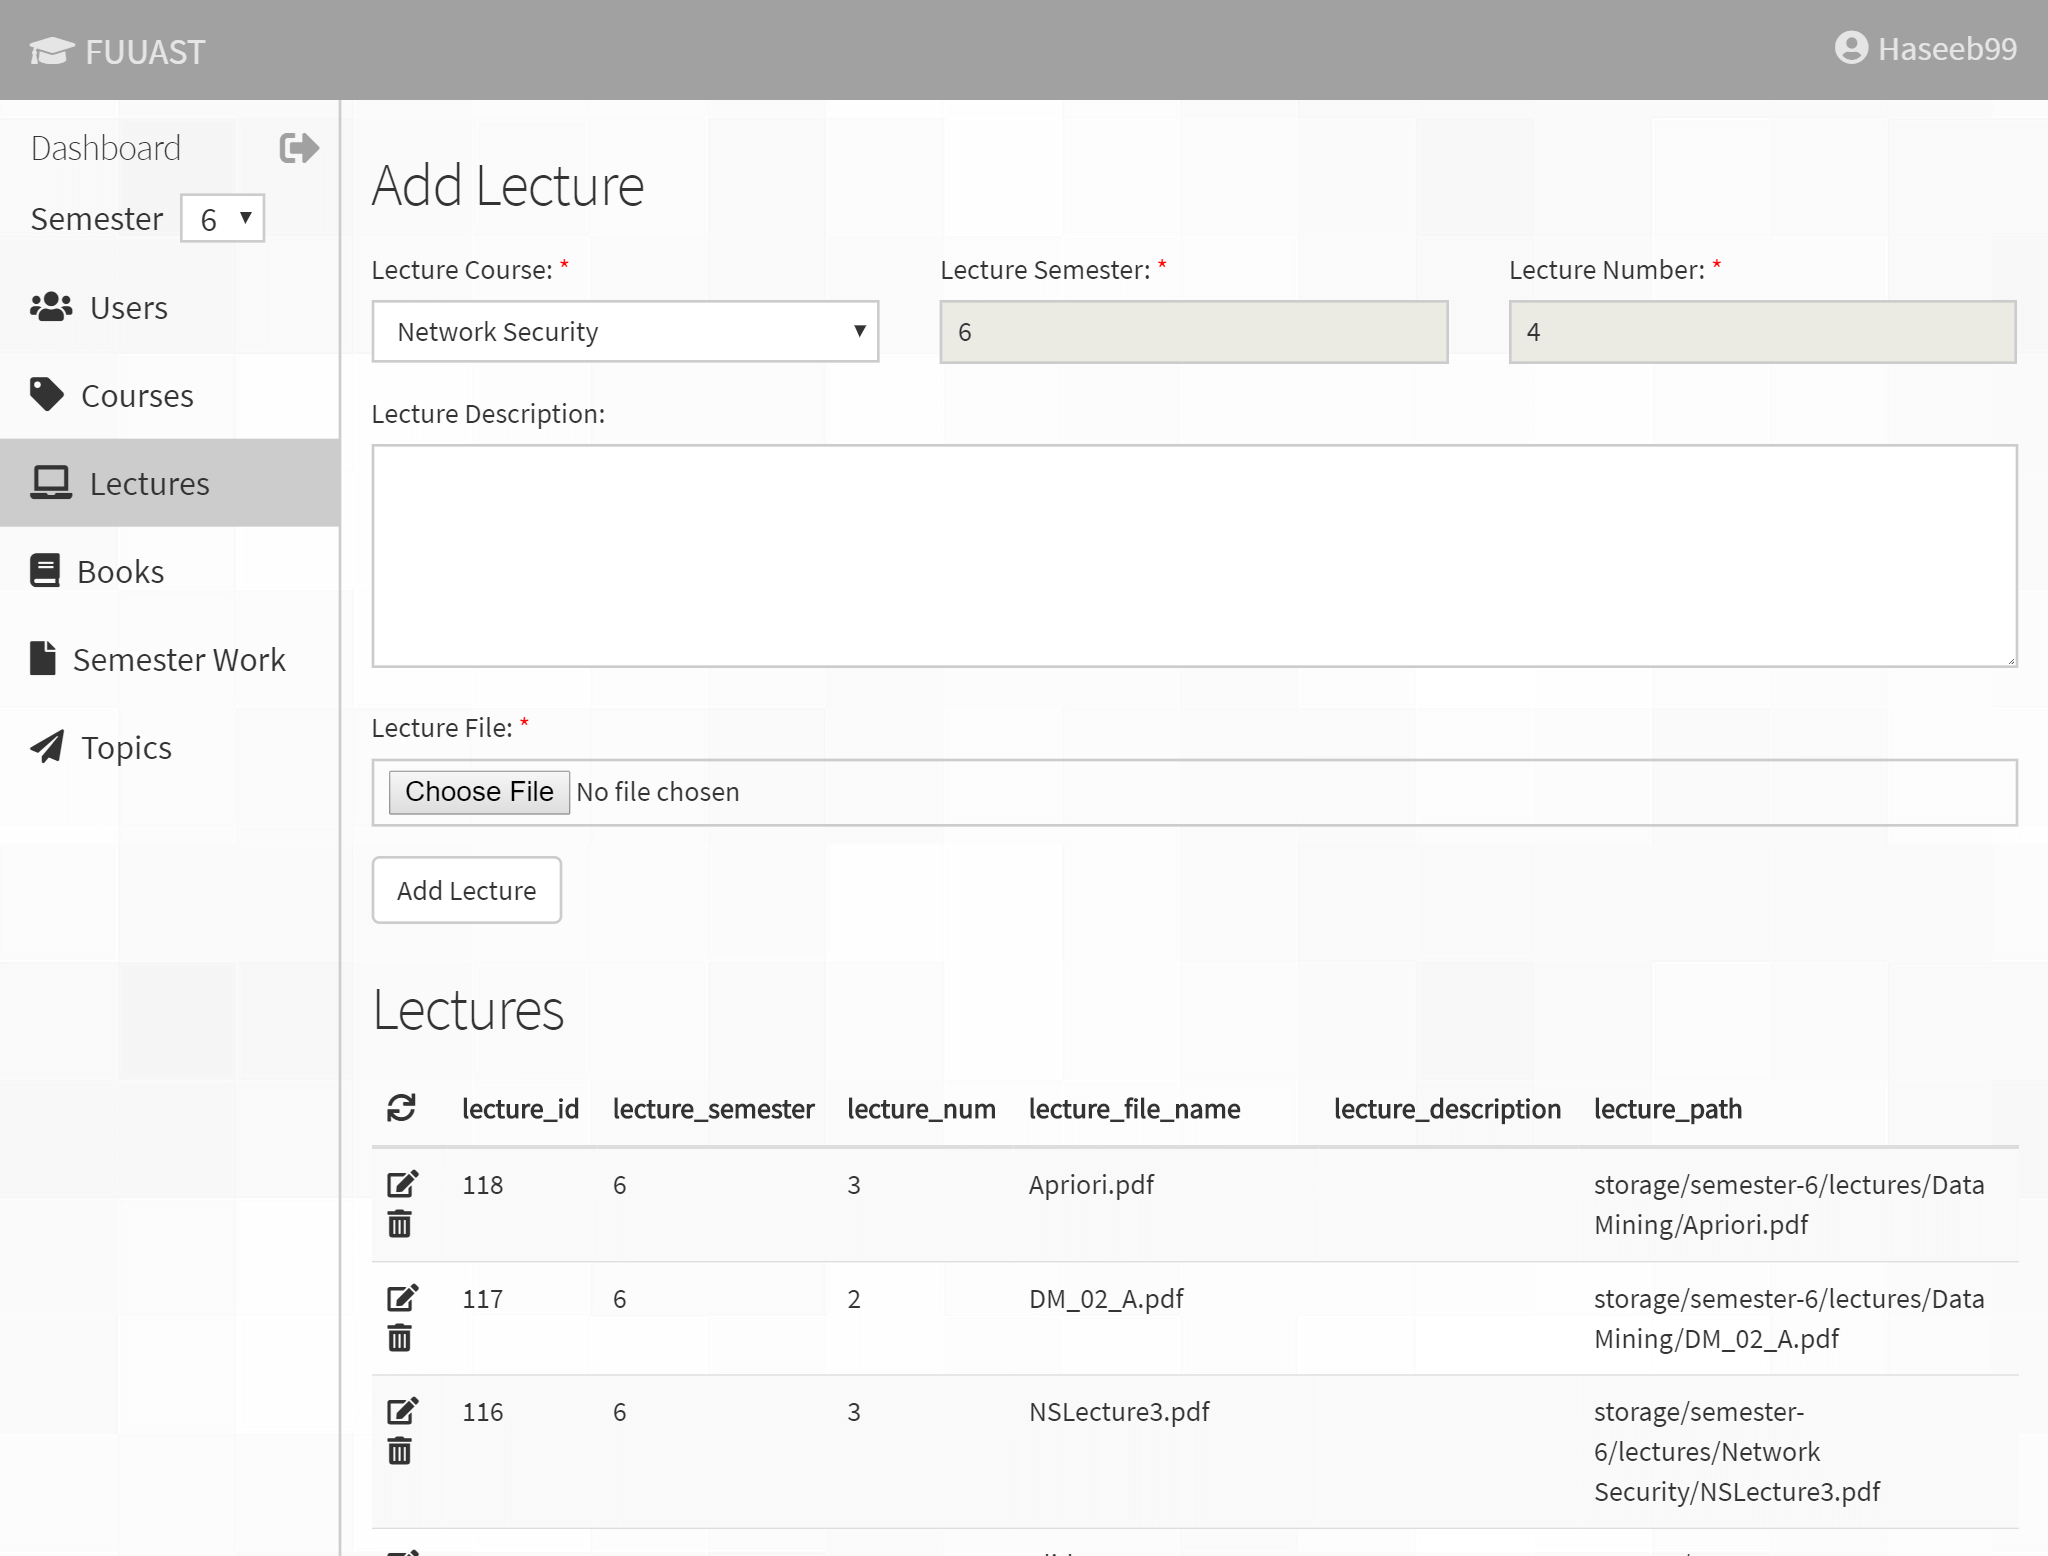 FUUAST
Haseeb99
Dashboard
Semester 6
Users
Courses
Lectures
Books
Semester Work
Topics
Add Lecture
Lecture Course: * Lecture Semester: * Lecture Number: *
Network Security 6 4
Lecture Description:
Lecture File: *
Choose File No file chosen
Add Lecture
Lectures
lecture_id lecture_semester lecture_num lecture_file_name lecture_description lecture_path
118 6 3 Apriori.pdf storage/semester-6/lectures/Data
Mining/Apriori.pdf
117 6 2 DM_02_A.pdf storage/semester-6/lectures/Data
Mining/DM_02_A.pdf
116 6 3 NSLecture3.pdf storage/semester-
6/lectures/Network
Security/NSLecture3.pdf